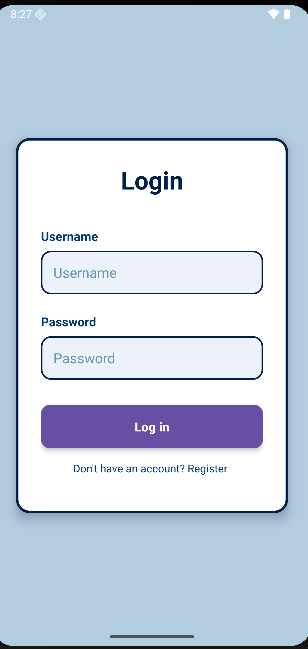 8:27
Login
Username
Username
Password
Password
Log in
Don't have an account? Register